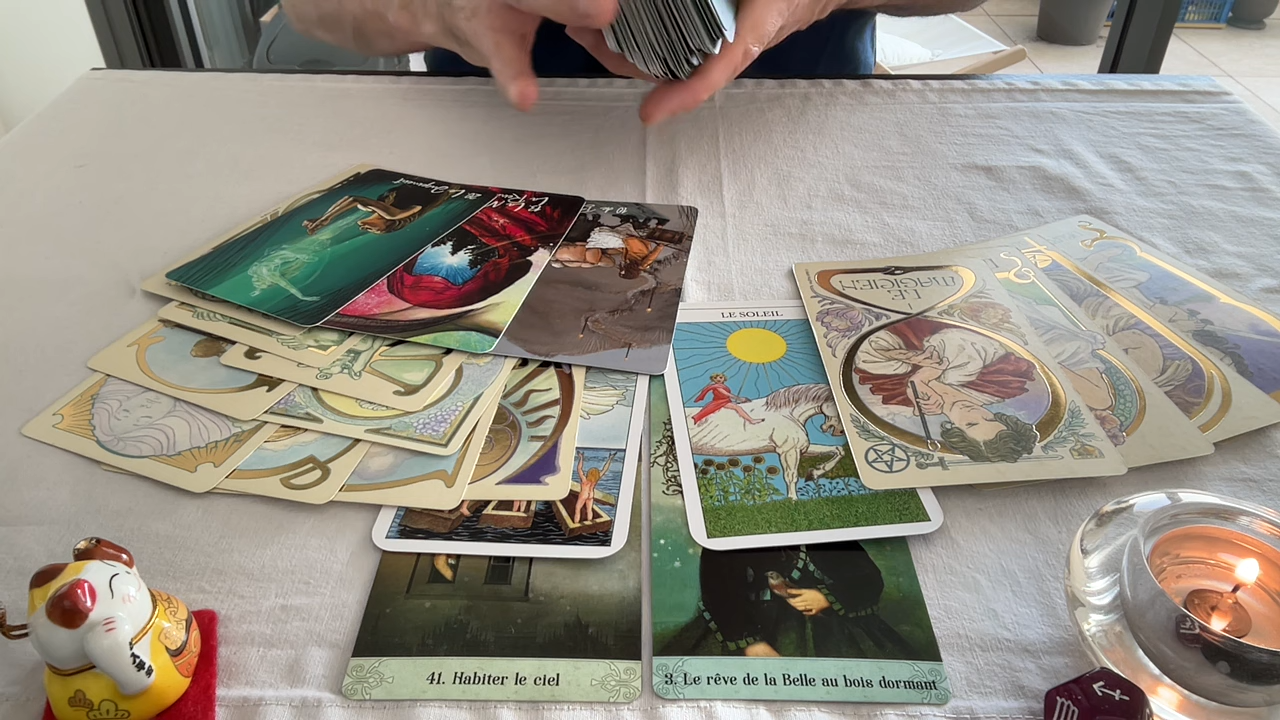 LE SOLEIL
LE
MAGICIEN
41. Habiter le ciel
3. Le rêve de la Belle au bois dormant